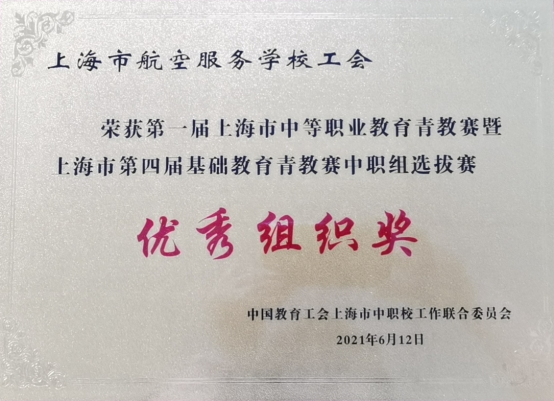 上海市航空服务学校工会
荣获第一届上海市中等职业教育青教赛暨
上海市第四届基础教育青教赛中职组选拔赛
优秀组织奖
中国教育工会上海市中职校工作联合委员会
2021年6月12日